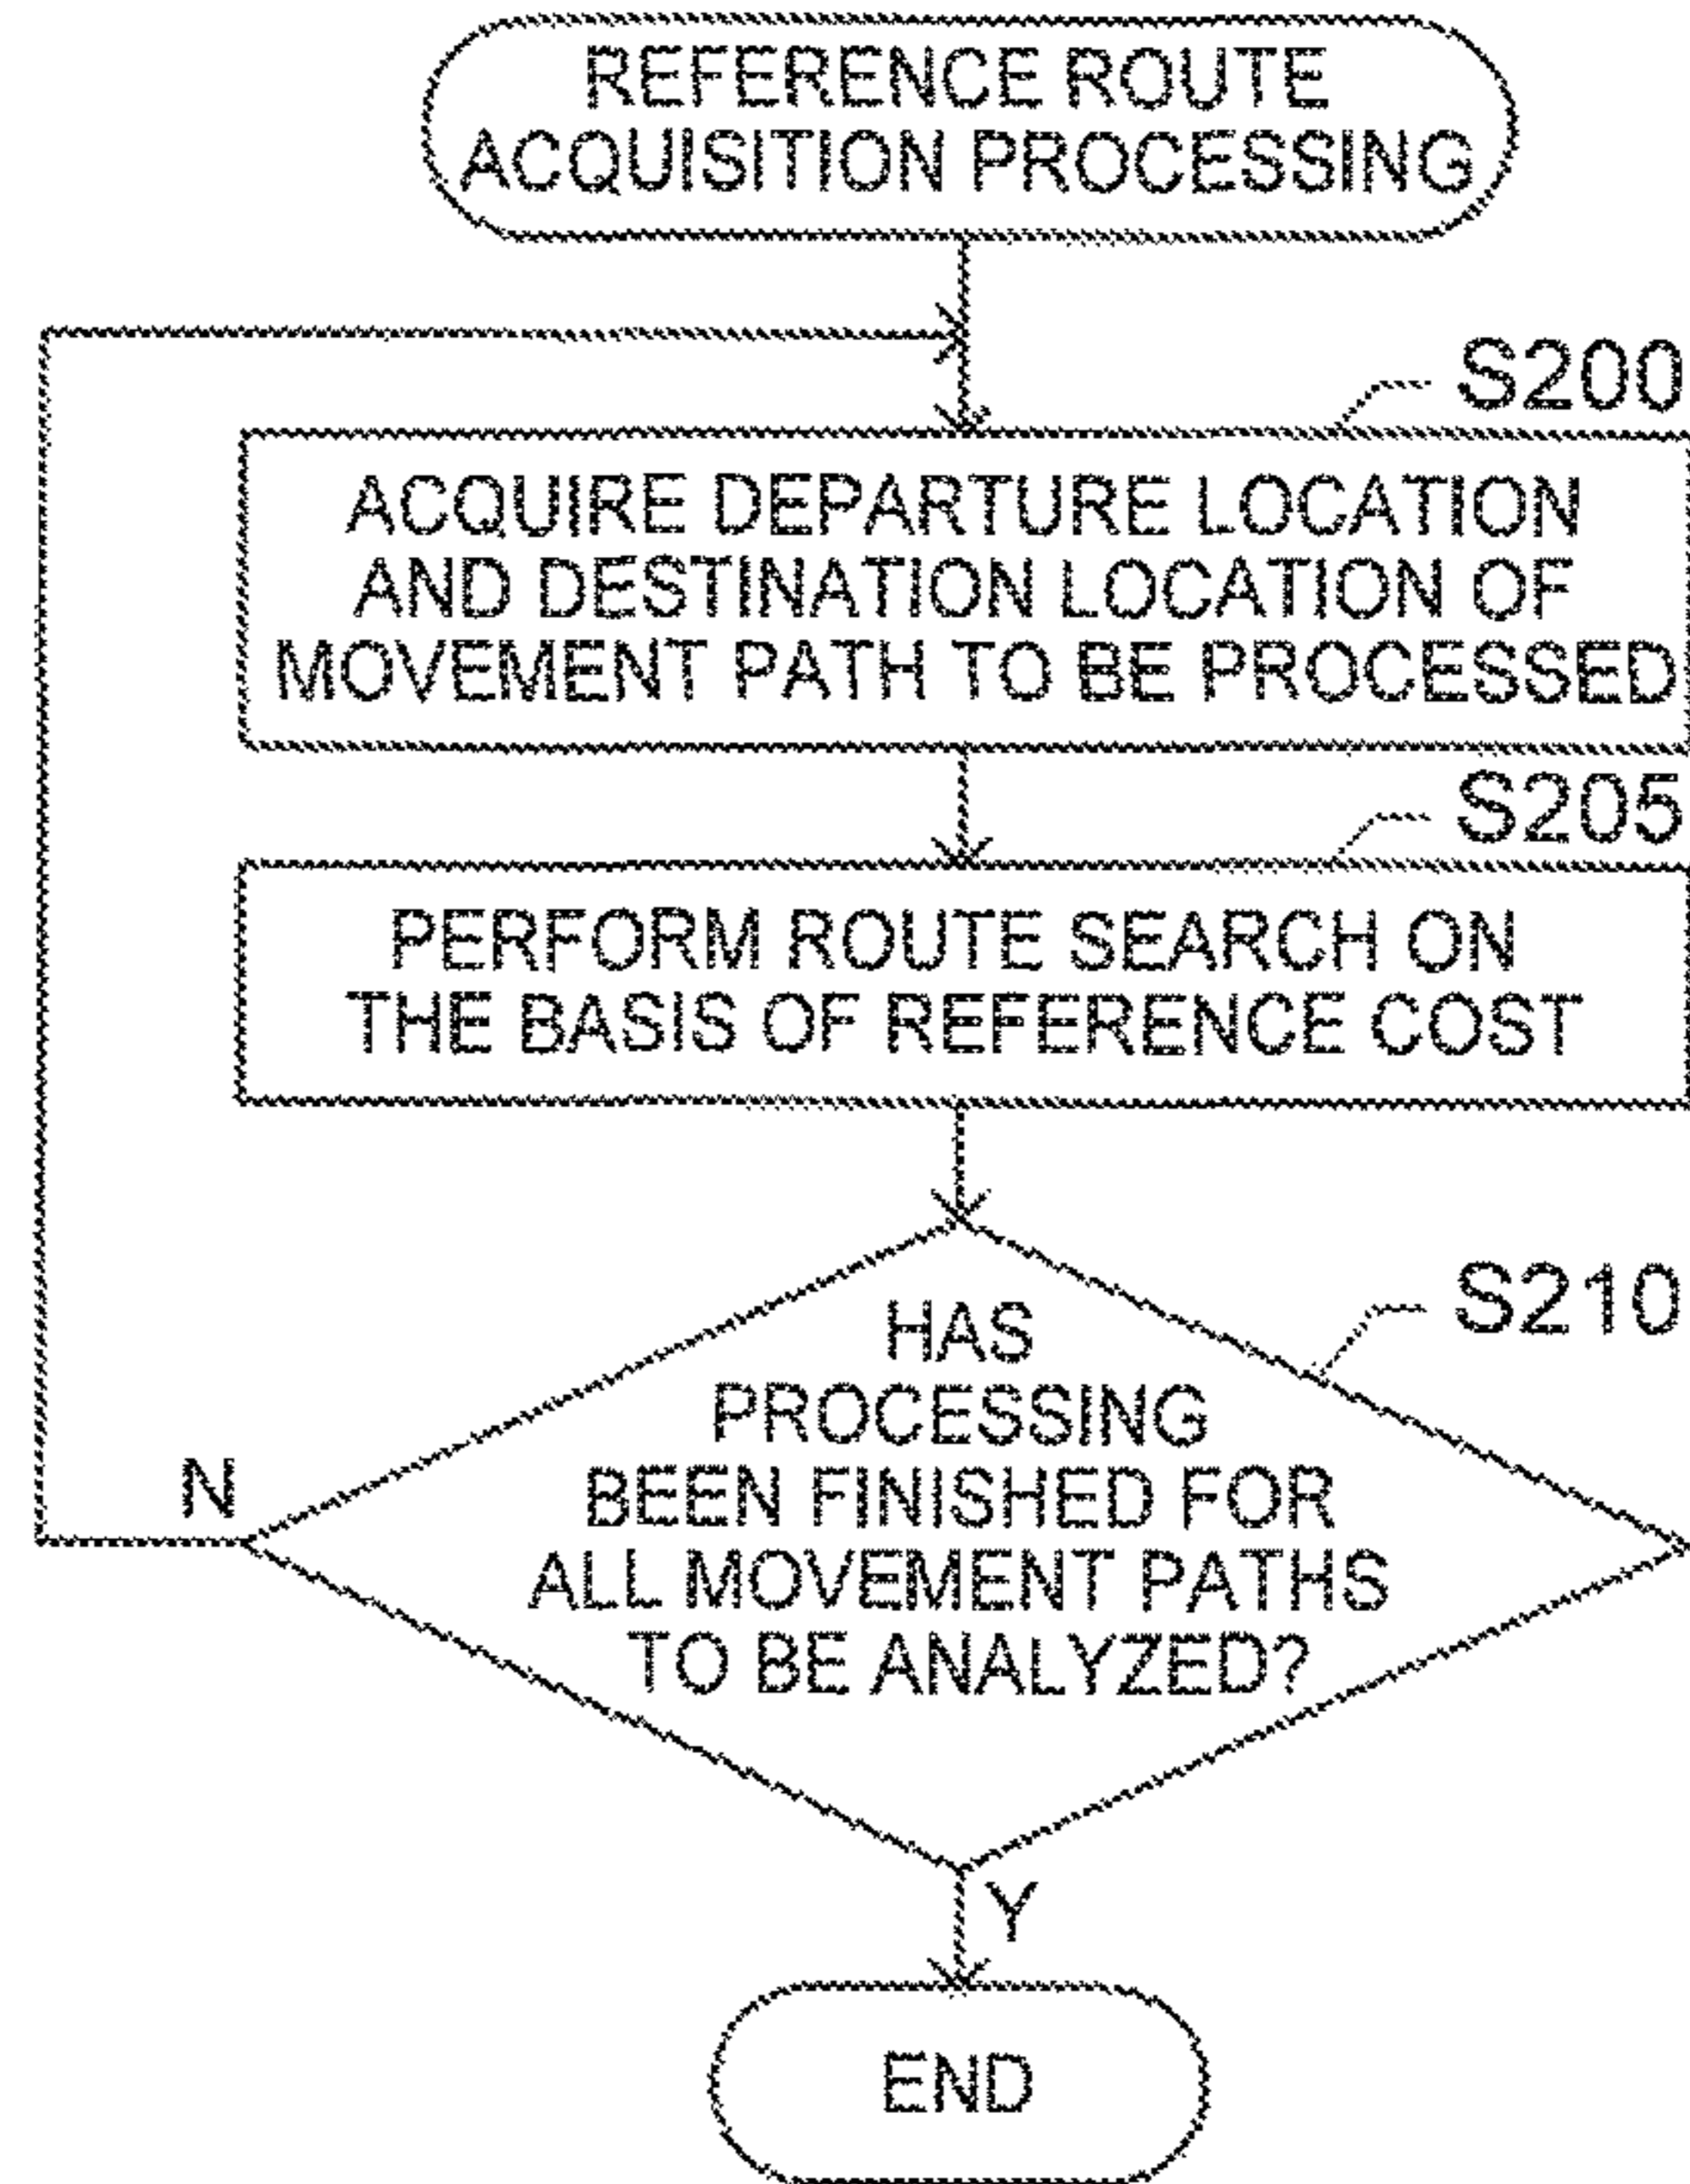 REFERENCE ROUTE
ACQUISITION PROCESSING
S200
ACQUIRE DEPARTURE LOCATION
AND DESTINATION LOCATION OF
MOVEMENT PATH TO BE PROCESSED
S205
PERFORM ROUTE SEARCH ON
THE BASIS OF REFERENCE COST
S210
HAS
PROCESSING
BEEN FINISHED FOR
ALL MOVEMENT PATHS
TO BE ANALYZED?
N
Y
END